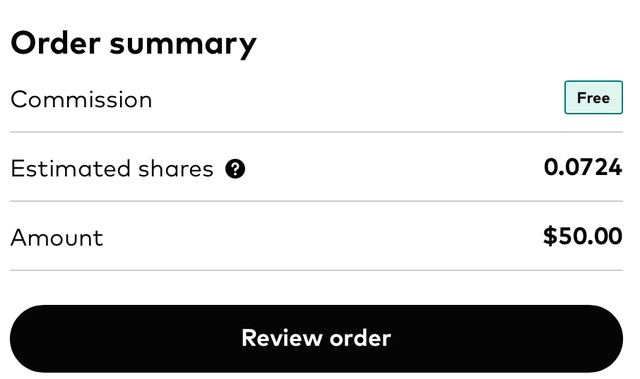 Order summary
Commission Free
Estimated shares ? 0.0724
Amount $50.00
Review order